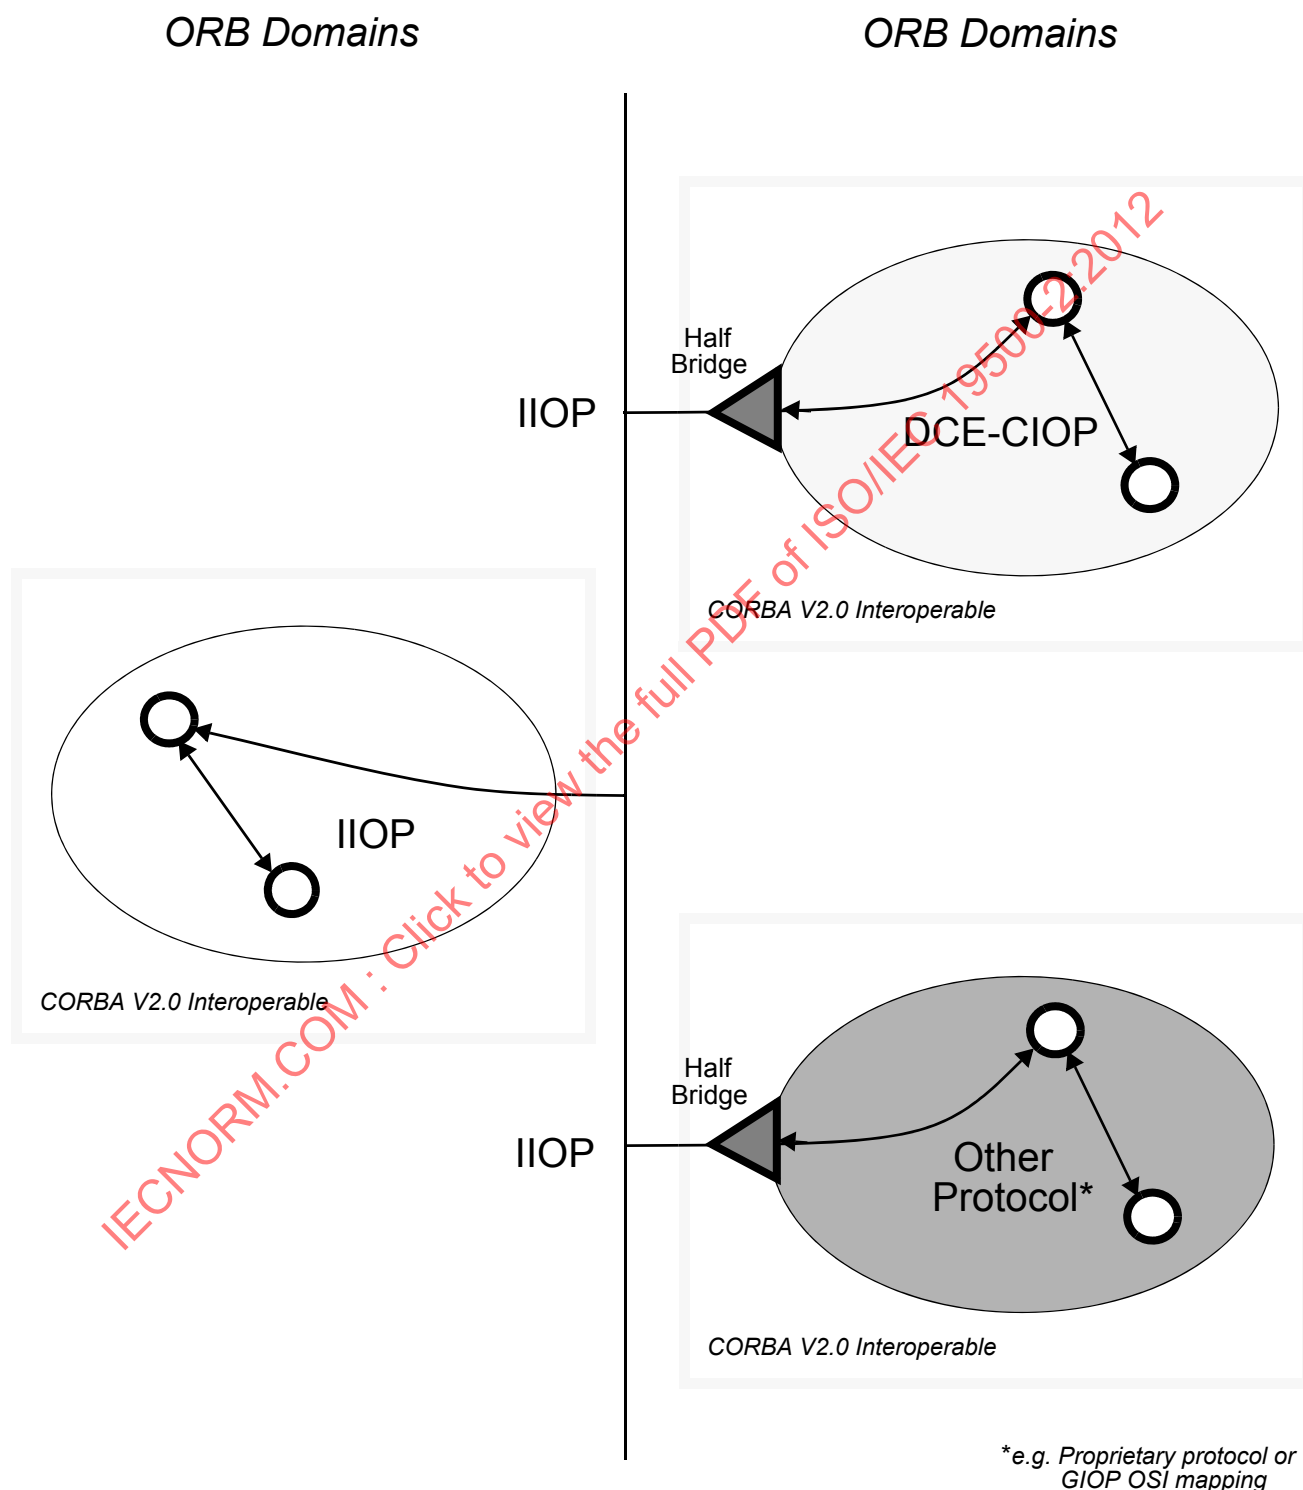 ORB Domains
ORB Domains
Half
Bridge
IIOP
DCE-CIOP
CORBA V2.0 Interoperable
IIOP
CORBA V2.0 Interoperable
Half
Bridge
IIOP
Other
Protocol*
CORBA V2.0 Interoperable
*e.g. Proprietary protocol or
GIOP OSI mapping
IECNORM.COM : Click to view the full PDF of ISO/IEC 19500-2:2012